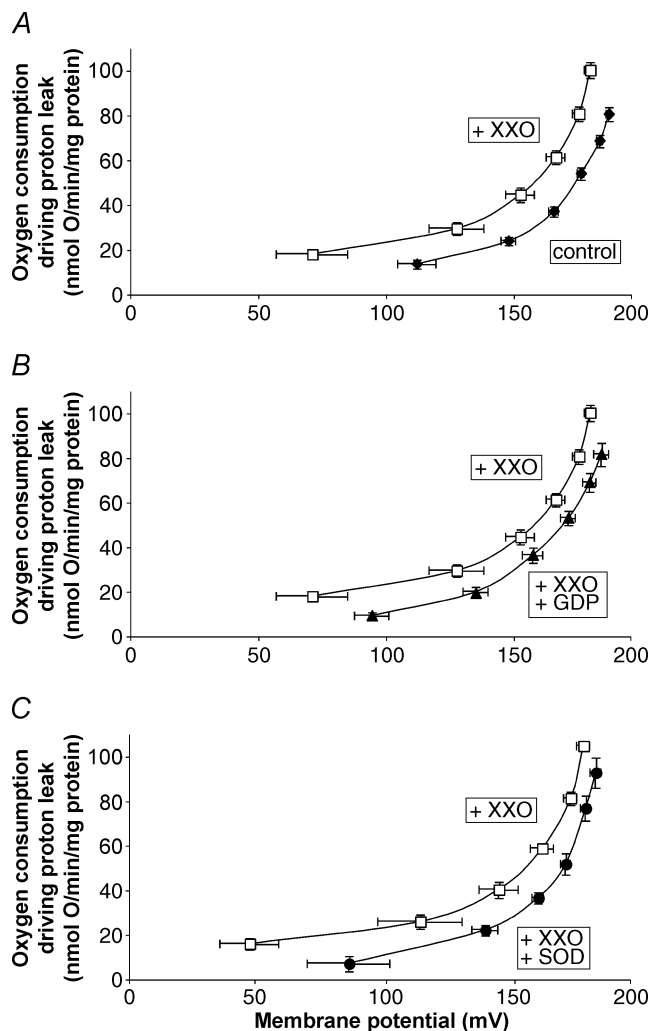 A
Oxygen consumption
driving proton leak
(nmol O/min/mg protein)
100
80
60
40
20
0
+ XXO
control
0
50
100
150
200
B
Oxygen consumption
driving proton leak
(nmol O/min/mg protein)
100
80
60
40
20
0
+ XXO
+ XXO
+ GDP
0
50
100
150
200
C
Oxygen consumption
driving proton leak
(nmol O/min/mg protein)
100
80
60
40
20
0
+ XXO
+ XXO
+ SOD
0
50
100
150
200
Membrane potential (mV)